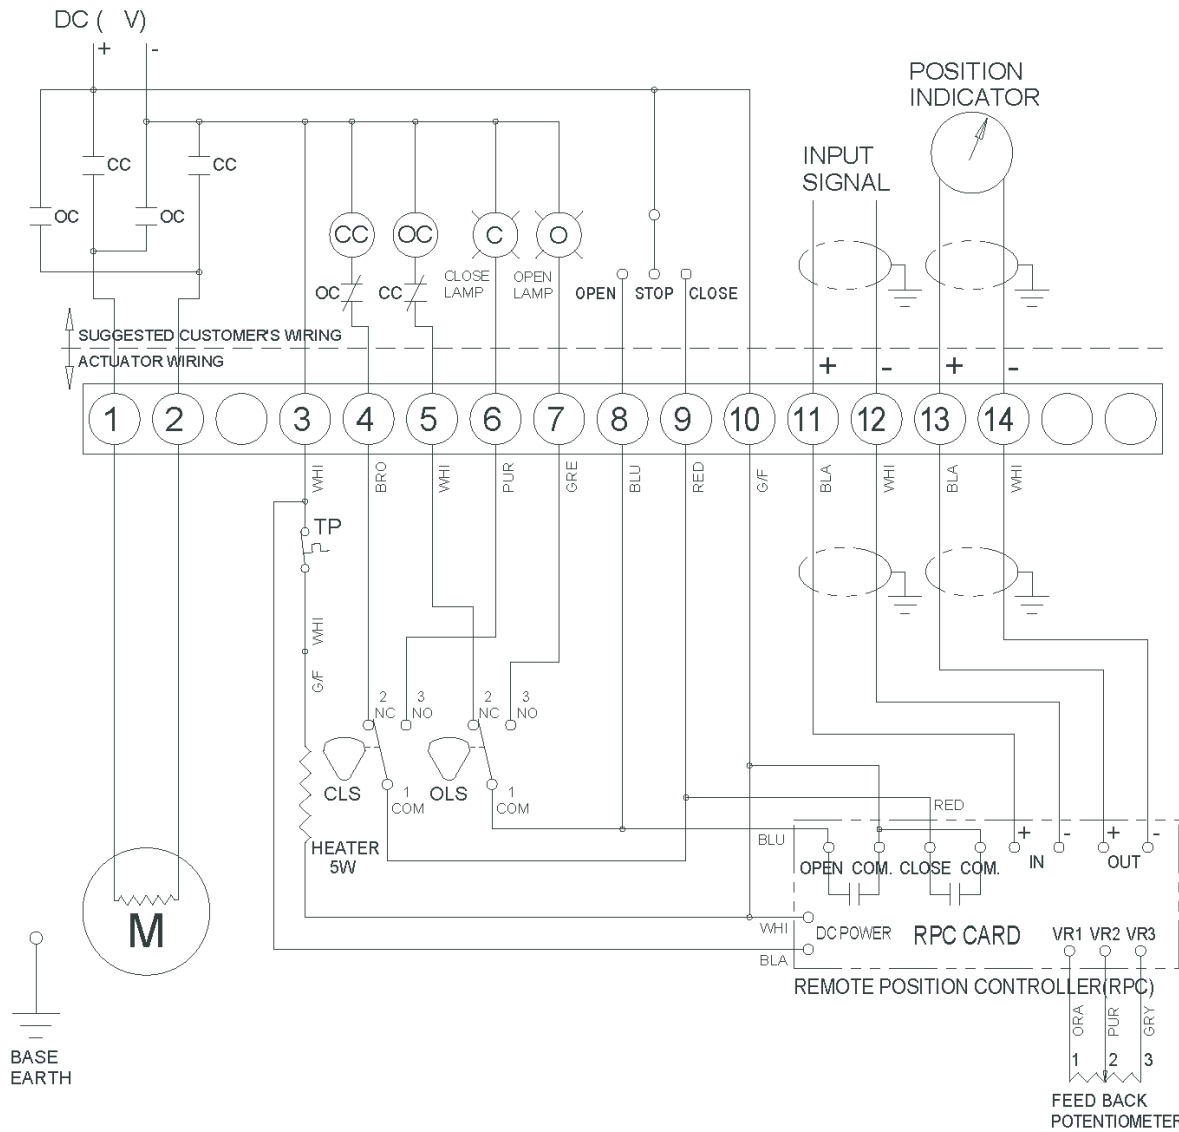 DC ( V)
+ -
POSITION
INDICATOR
INPUT
SIGNAL
CC
CC
OC
OC
CC
OC
C
O
CLOSE
LAMP
OPEN
LAMP
OC
CC
OPEN STOP CLOSE
SUGGESTED CUSTOMER'S WIRING
ACTUATOR WIRING
+ - + -
1 2 3 4 5 6 7 8 9 10 11 12 13 14
WHI
BRO
WHI
PUR
GRE
BLU
RED
G/F
BLA
WHI
BLA
WHI
TP
WHI
G/F
2
NC
3
NO
2
NC
3
NO
CLS
1
COM
OLS
1
COM
HEATER
5W
RED
BLU
+ - + -
OPEN COM. CLOSE COM.
IN
OUT
M
WHI
DC POWER
RPC CARD
VR1 VR2 VR3
BLA
REMOTE POSITION CONTROLLER(RPC)
ORA
PUR
GRY
1 2 3
BASE
EARTH
FEED BACK
POTENTIOMETER